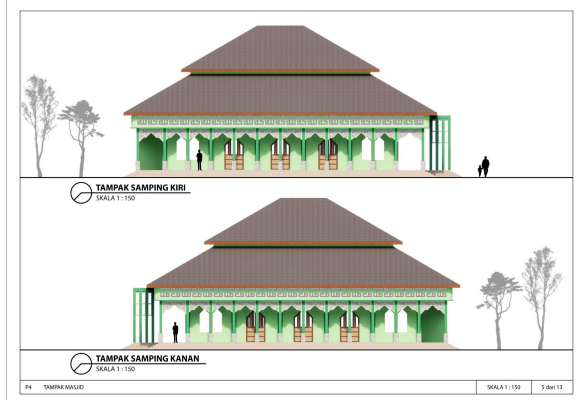 TAMPAK SAMPING KIRI
SKALA 1 : 150
TAMPAK SAMPING KANAN
SKALA 1 : 150
P4 TAMPAK MASJID SKALA 1 : 150 5 dari 13